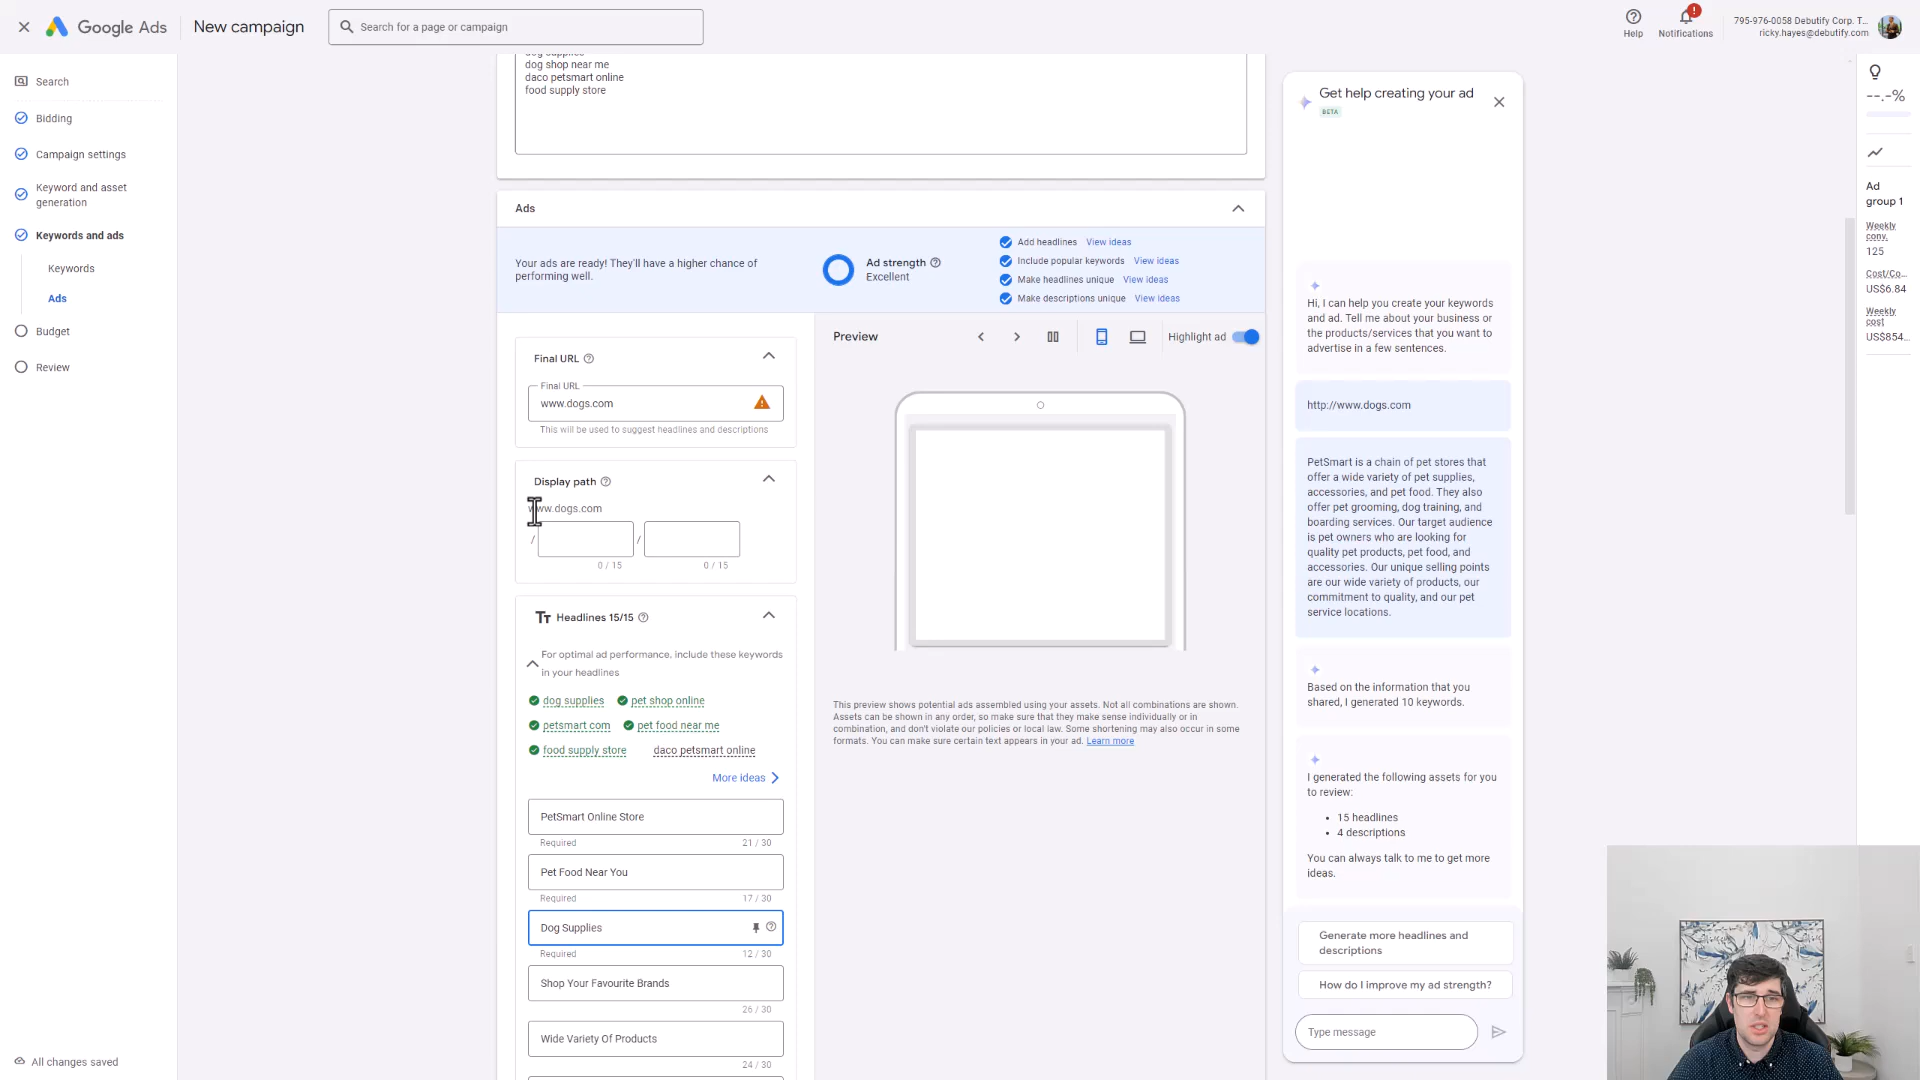 Google Ads
New campaign
Search for a page or campaign
Help
Notifications
795-976-0058 Debutify Corp. T...
ricky.hayes@debutify.com
Search
Bidding
Campaign settings
Keyword and asset
generation
Keywords and ads
Keywords
Ads
Budget
Review
All changes saved
dog supplies
dog shop near me
daco petsmart online
food supply store
Ads
Your ads are ready! They'll have a higher chance of
performing well.
Ad strength
Excellent
Add headlines View ideas
Include popular keywords View ideas
Make headlines unique View ideas
Make descriptions unique View ideas
Final URL
Final URL
www.dogs.com
This will be used to suggest headlines and descriptions
Display path
www.dogs.com
/ /
0 / 15 0 / 15
Tт Headlines 15/15
For optimal ad performance, include these keywords
in your headlines
dog supplies pet shop online
petsmart com pet food near me
food supply store daco petsmart online
More ideas
PetSmart Online Store
Required 21 / 30
Pet Food Near You
Required 17 / 30
Dog Supplies
Required 12 / 30
Shop Your Favourite Brands
26 / 30
Wide Variety Of Products
24 / 30
Preview
Highlight ad
This preview shows potential ads assembled using your assets. Not all combinations are shown.
Assets can be shown in any order, so make sure that they make sense individually or in
combination, and don't violate our policies or local law. Some shortening may also occur in some
formats. You can make sure certain text appears in your ad. Learn more
Get help creating your ad
BETA
Hi, I can help you create your keywords
and ad. Tell me about your business or
the products/services that you want to
advertise in a few sentences.
http://www.dogs.com
PetSmart is a chain of pet stores that
offer a wide variety of pet supplies,
accessories, and pet food. They also
offer pet grooming, dog training, and
boarding services. Our target audience
is pet owners who are looking for
quality pet products, pet food, and
accessories. Our unique selling points
are our wide variety of products, our
commitment to quality, and our pet
service locations.
Based on the information that you
shared, I generated 10 keywords.
I generated the following assets for you
to review:
• 15 headlines
• 4 descriptions
You can always talk to me to get more
ideas.
Generate more headlines and
descriptions
How do I improve my ad strength?
Type message
--.-%
Ad
group 1
Weekly
conv.
125
Cost/Co...
US$6.84
Weekly
cost
US$854...